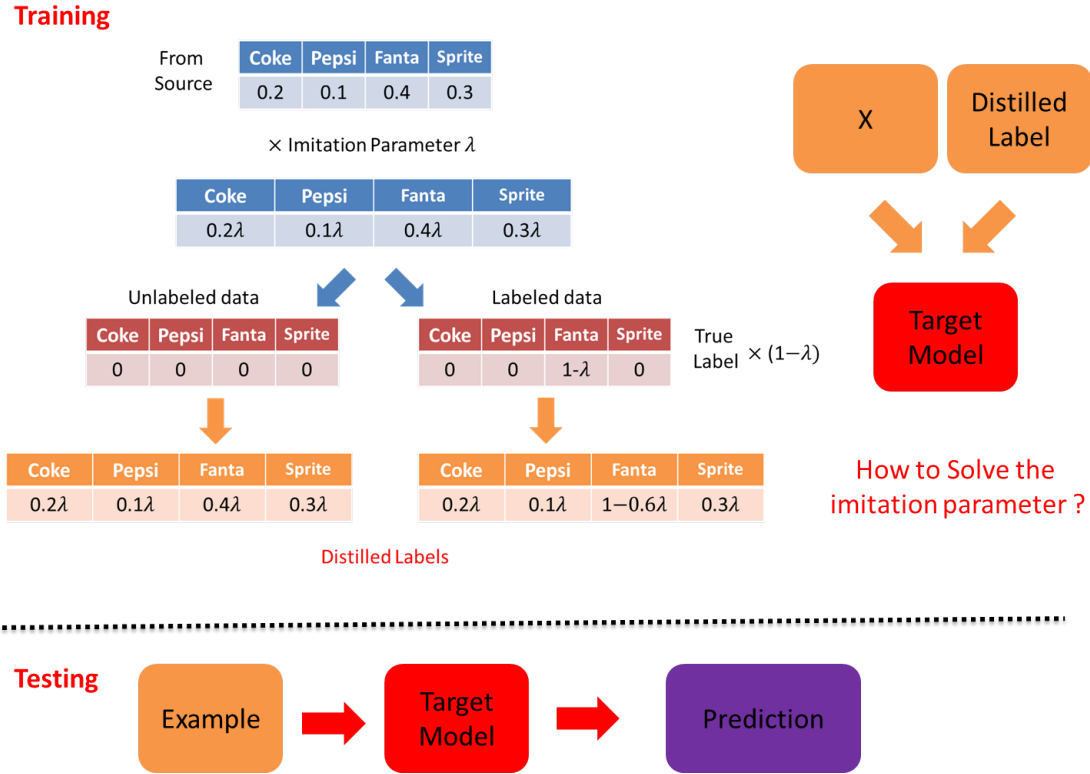 Training
From
Source
Coke Pepsi Fanta Sprite
0.2 0.1 0.4 0.3
× Imitation Parameter λ
Coke Pepsi Fanta Sprite
0.2λ 0.1λ 0.4λ 0.3λ
X
Distilled
Label
Unlabeled data
Coke Pepsi Fanta Sprite
0 0 0 0
Labeled data
Coke Pepsi Fanta Sprite
0 0 1-λ 0
True
Label × (1−λ)
Target
Model
Coke Pepsi Fanta Sprite
0.2λ 0.1λ 0.4λ 0.3λ
Coke Pepsi Fanta Sprite
0.2λ 0.1λ 1−0.6λ 0.3λ
Distilled Labels
How to Solve the
imitation parameter ?
Testing
Example
Target
Model
Prediction